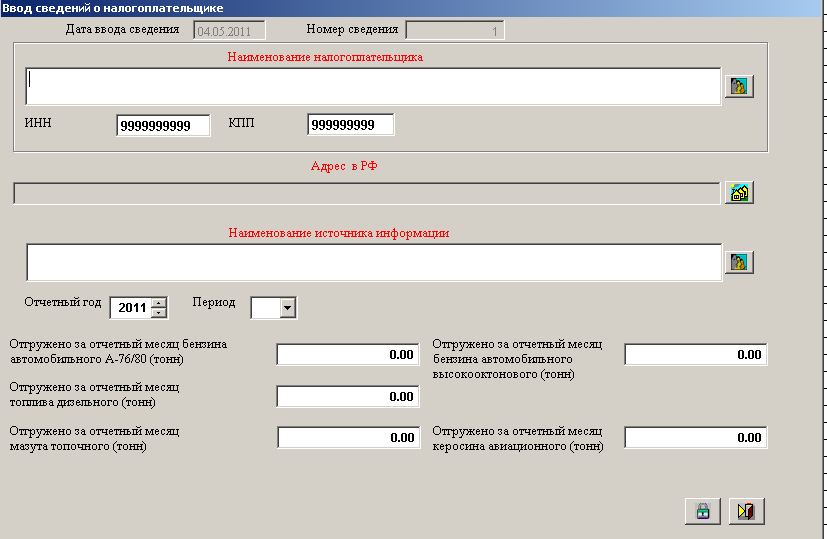 Ввод сведений о налогоплательщике
Дата ввода сведения 04.05.2011 Номер сведения 1
Наименование налогоплательщика
ИНН 9999999999 КПП 999999999
Адрес в РФ
Наименование источника информации
Отчетный год 2011 Период
Отгружено за отчетный месяц бензина
автомобильного А-76/80 (тонн)
0.00
Отгружено за отчетный месяц
бензина автомобильного
высокооктонового (тонн)
0.00
Отгружено за отчетный месяц
топлива дизельного (тонн)
0.00
Отгружено за отчетный месяц
мазута топочного (тонн)
0.00
Отгружено за отчетный месяц
керосина авиационного (тонн)
0.00